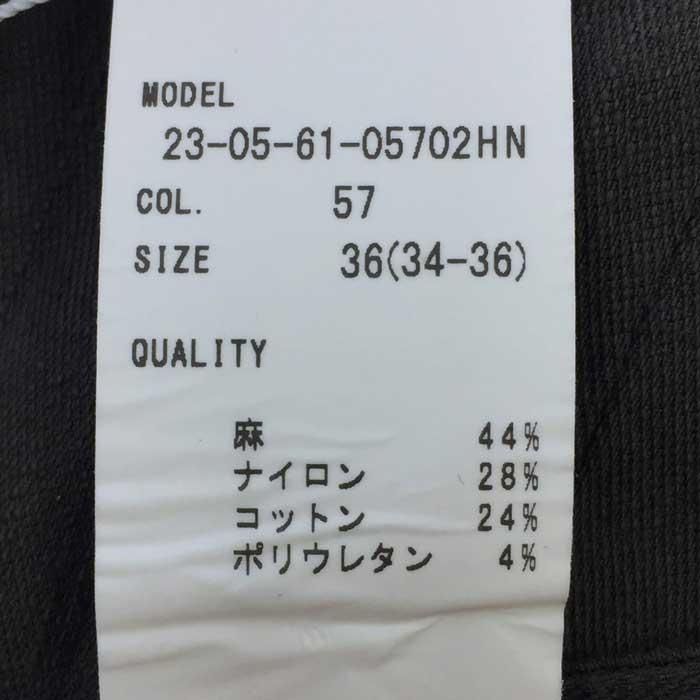 MODEL
23-05-61-05702HN
COL. 57
SIZE 36(34-36)
QUALITY
麻 44%
ナイロン 28%
コットン 24%
ポリウレタン 4%